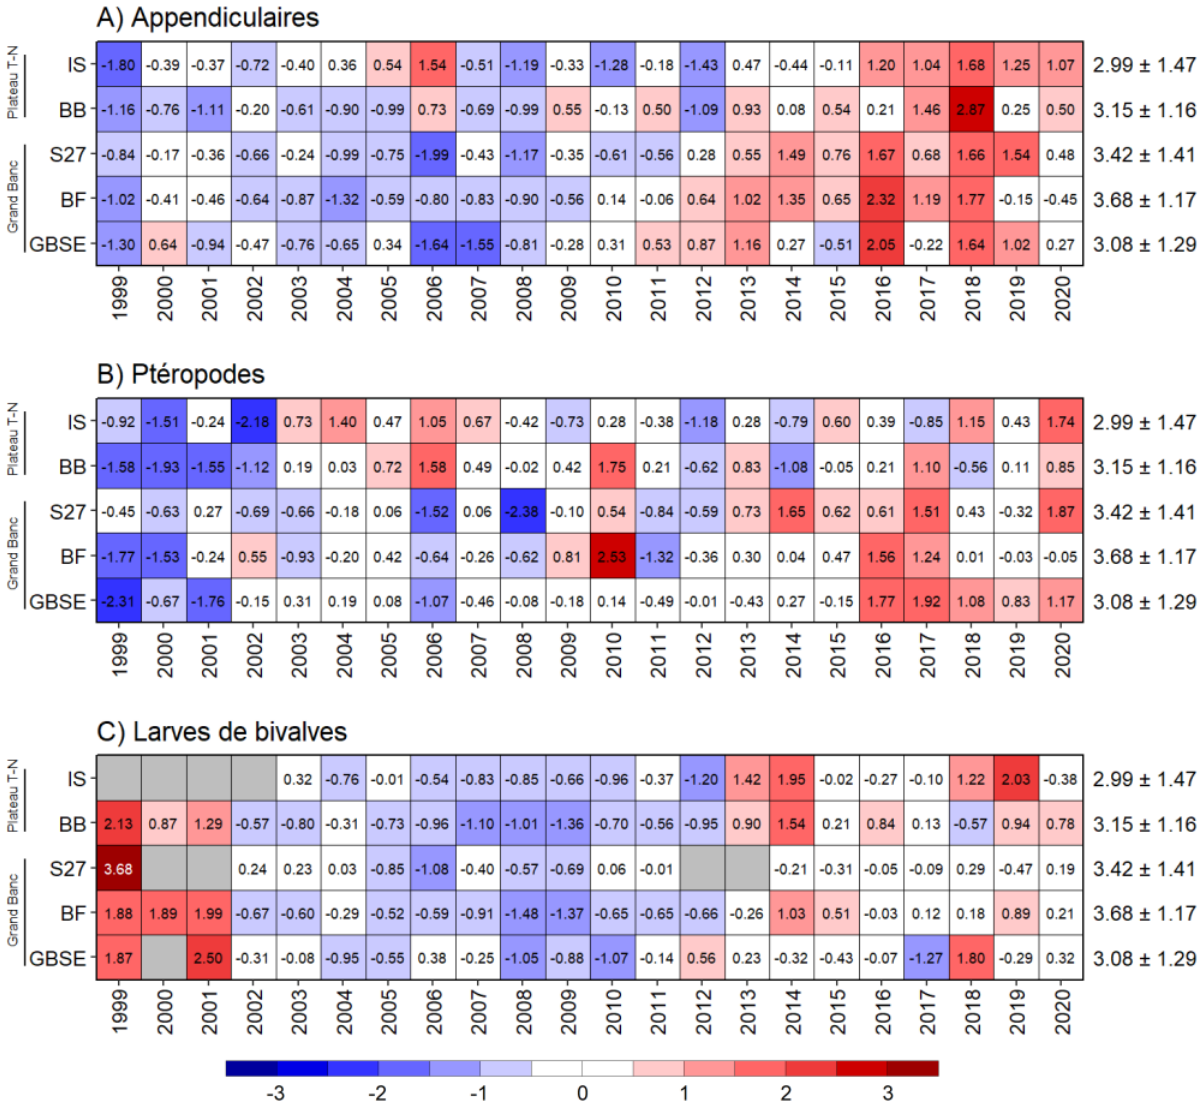 A) Appendiculaires
Plateau T-N
Grand Banc
IS -1.80 -0.39 -0.37 -0.72 -0.40 0.36 0.54 1.54 -0.51 -1.19 -0.33 -1.28 -0.18 -1.43 0.47 -0.44 -0.11 1.20 1.04 1.68 1.25 1.07 2.99 ± 1.47
BB -1.16 -0.76 -1.11 -0.20 -0.61 -0.90 -0.99 0.73 -0.69 -0.99 0.55 -0.13 0.50 -1.09 0.93 0.08 0.54 0.21 1.46 2.87 0.25 0.50 3.15 ± 1.16
S27 -0.84 -0.17 -0.36 -0.66 -0.24 -0.99 -0.75 -1.99 -0.43 -1.17 -0.35 -0.61 -0.56 0.28 0.55 1.49 0.76 1.67 0.68 1.66 1.54 0.48 3.42 ± 1.41
BF -1.02 -0.41 -0.46 -0.64 -0.87 -1.32 -0.59 -0.80 -0.83 -0.90 -0.56 0.14 -0.06 0.64 1.02 1.35 0.65 2.32 1.19 1.77 -0.15 -0.45 3.68 ± 1.17
GBSE -1.30 0.64 -0.94 -0.47 -0.76 -0.65 0.34 -1.64 -1.55 -0.81 -0.28 0.31 0.53 0.87 1.16 0.27 -0.51 2.05 -0.22 1.64 1.02 0.27 3.08 ± 1.29
1999 2000 2001 2002 2003 2004 2005 2006 2007 2008 2009 2010 2011 2012 2013 2014 2015 2016 2017 2018 2019 2020
B) Ptéropodes
Plateau T-N
Grand Banc
IS -0.92 -1.51 -0.24 -2.18 0.73 1.40 0.47 1.05 0.67 -0.42 -0.73 0.28 -0.38 -1.18 0.28 -0.79 0.60 0.39 -0.85 1.15 0.43 1.74 2.99 ± 1.47
BB -1.58 -1.93 -1.55 -1.12 0.19 0.03 0.72 1.58 0.49 -0.02 0.42 1.75 0.21 -0.62 0.83 -1.08 -0.05 0.21 1.10 -0.56 0.11 0.85 3.15 ± 1.16
S27 -0.45 -0.63 0.27 -0.69 -0.66 -0.18 0.06 -1.52 0.06 -2.38 -0.10 0.54 -0.84 -0.59 0.73 1.65 0.62 0.61 1.51 0.43 -0.32 1.87 3.42 ± 1.41
BF -1.77 -1.53 -0.24 0.55 -0.93 -0.20 0.42 -0.64 -0.26 -0.62 0.81 2.53 -1.32 -0.36 0.30 0.04 0.47 1.56 1.24 0.01 -0.03 -0.05 3.68 ± 1.17
GBSE -2.31 -0.67 -1.76 -0.15 0.31 0.19 0.08 -1.07 -0.46 -0.08 -0.18 0.14 -0.49 -0.01 -0.43 0.27 -0.15 1.77 1.92 1.08 0.83 1.17 3.08 ± 1.29
1999 2000 2001 2002 2003 2004 2005 2006 2007 2008 2009 2010 2011 2012 2013 2014 2015 2016 2017 2018 2019 2020
C) Larves de bivalves
Plateau T-N
Grand Banc
IS 0.32 -0.76 -0.01 -0.54 -0.83 -0.85 -0.66 -0.96 -0.37 -1.20 1.42 1.95 -0.02 -0.27 -0.10 1.22 2.03 -0.38 2.99 ± 1.47
BB 2.13 0.87 1.29 -0.57 -0.80 -0.31 -0.73 -0.96 -1.10 -1.01 -1.36 -0.70 -0.56 -0.95 0.90 1.54 0.21 0.84 0.13 -0.57 0.94 0.78 3.15 ± 1.16
S27 3.68 0.24 0.23 0.03 -0.85 -1.08 -0.40 -0.57 -0.69 0.06 -0.01 -0.21 -0.31 -0.05 -0.09 0.29 -0.47 0.19 3.42 ± 1.41
BF 1.88 1.89 1.99 -0.67 -0.60 -0.29 -0.52 -0.59 -0.91 -1.48 -1.37 -0.65 -0.65 -0.66 -0.26 1.03 0.51 -0.03 0.12 0.18 0.89 0.21 3.68 ± 1.17
GBSE 1.87 2.50 -0.31 -0.08 -0.95 -0.55 0.38 -0.25 -1.05 -0.88 -1.07 -0.14 0.56 0.23 -0.32 -0.43 -0.07 -1.27 1.80 -0.29 0.32 3.08 ± 1.29
1999 2000 2001 2002 2003 2004 2005 2006 2007 2008 2009 2010 2011 2012 2013 2014 2015 2016 2017 2018 2019 2020
-3 -2 -1 0 1 2 3